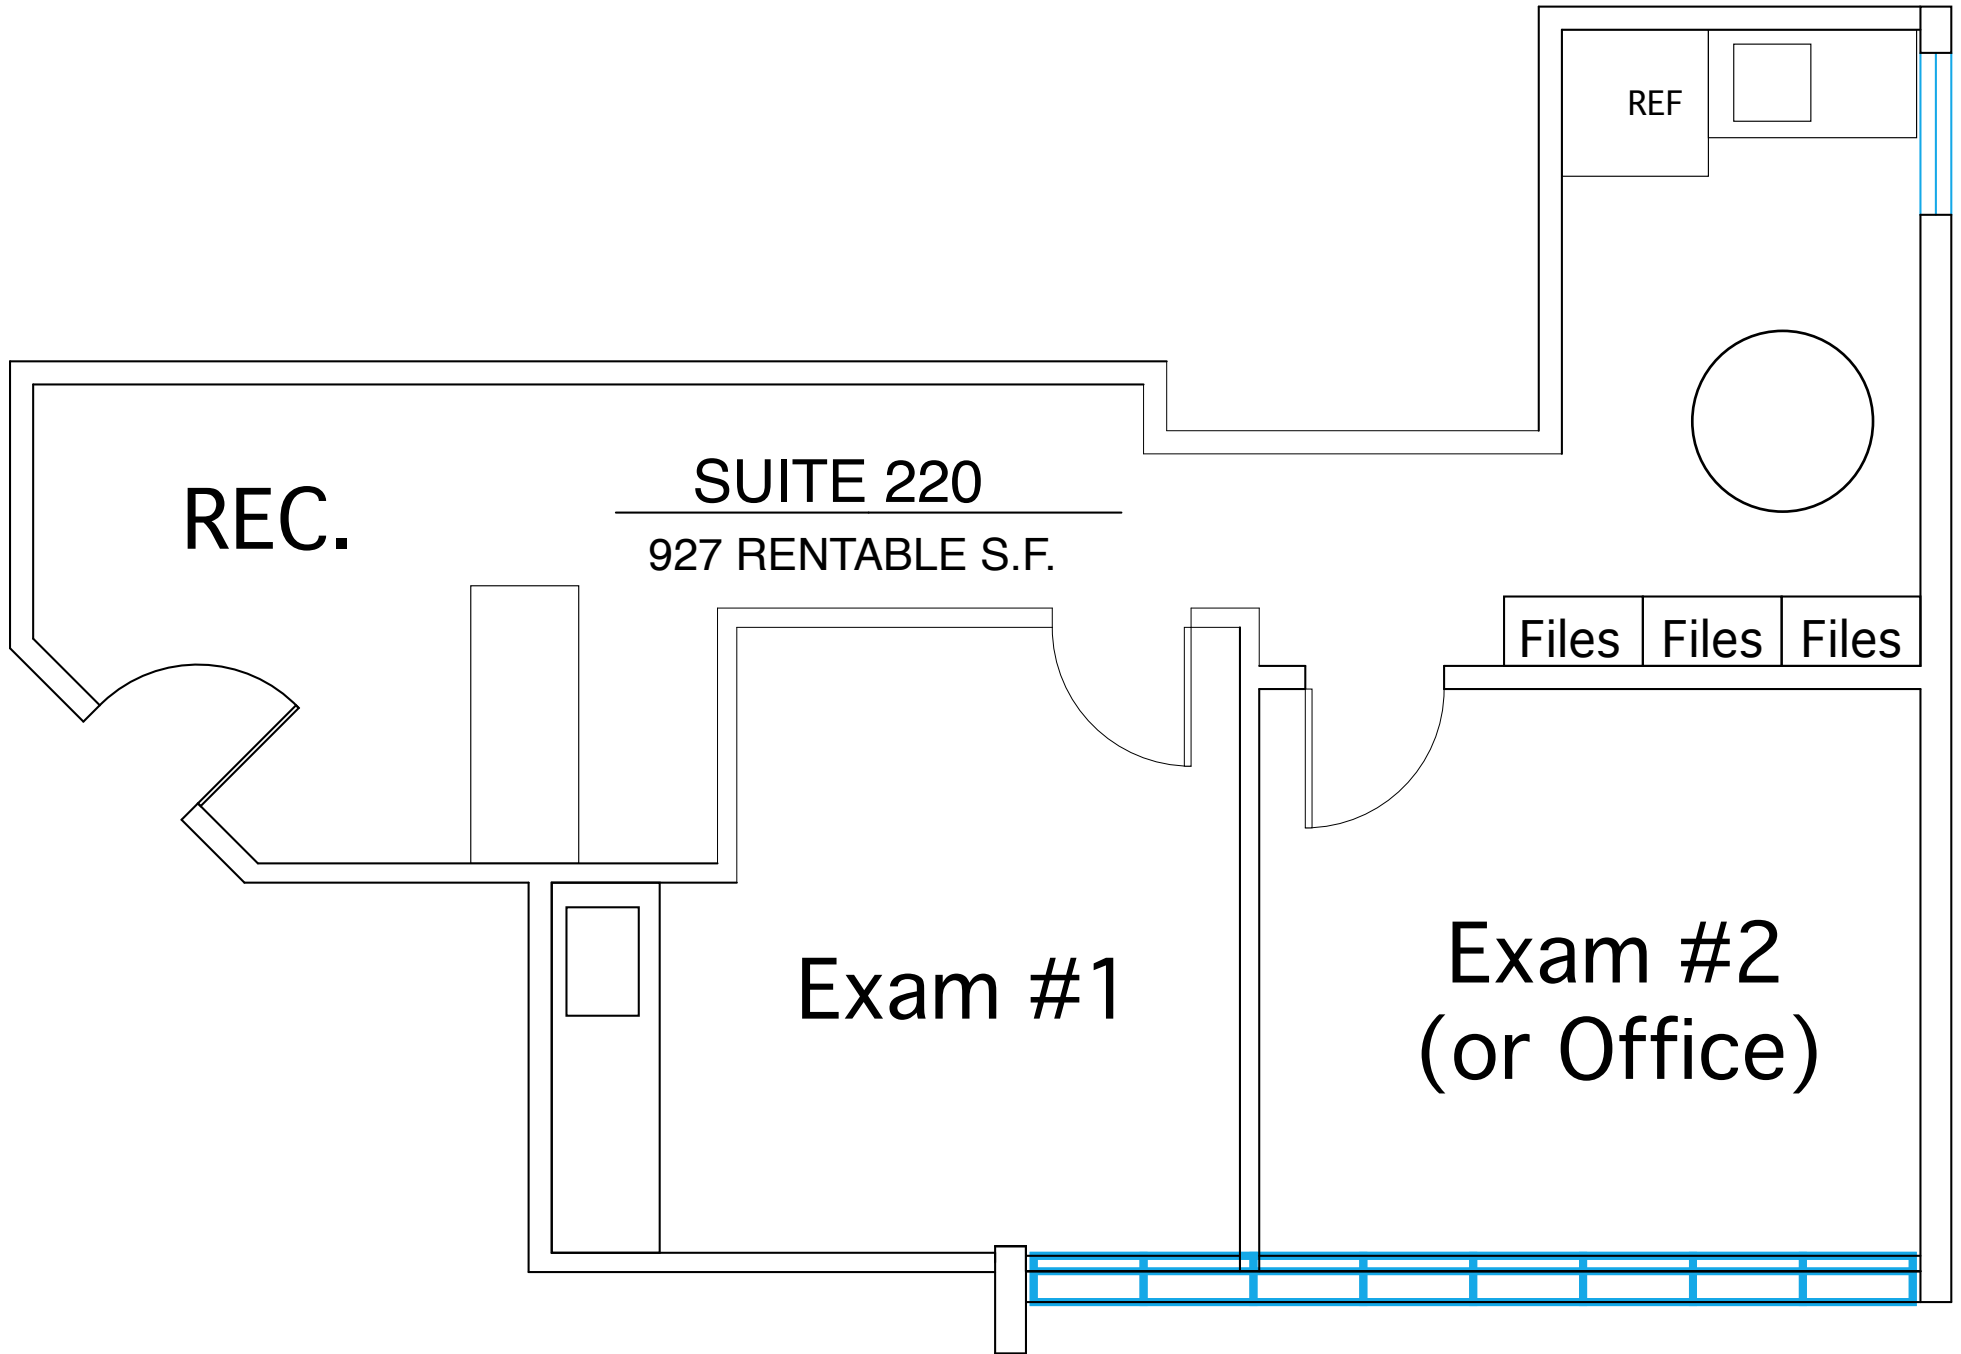 REF
REC.
SUITE 220
927 RENTABLE S.F.
Files
Files
Files
Exam #1
Exam #2
(or Office)